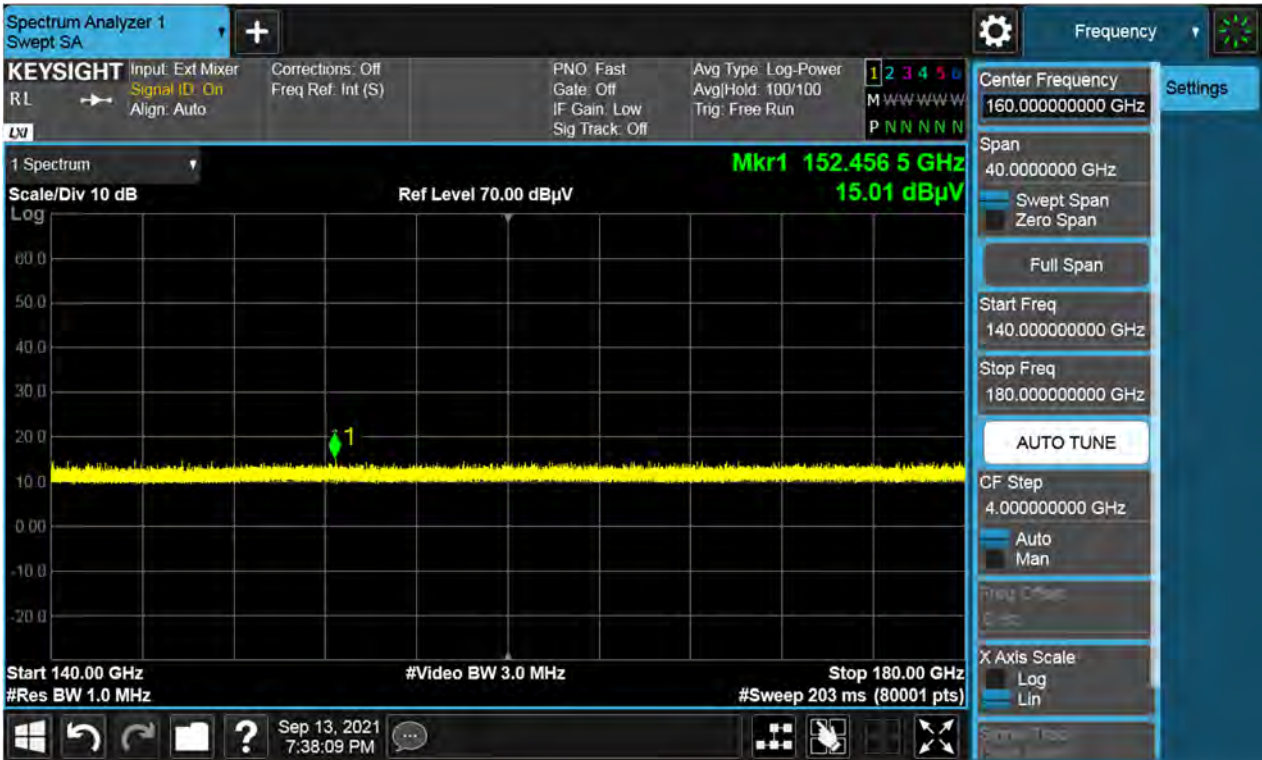 Spectrum Analyzer 1
Swept SA
+
Frequency
KEYSIGHT
RL
LXI
Input: Ext Mixer
Signal ID: On
Align: Auto
Corrections: Off
Freq Ref: Int (S)
PNO: Fast
Gate: Off
IF Gain: Low
Sig Track: Off
Avg Type: Log-Power
Avg|Hold: 100/100
Trig: Free Run
1 2 3 4 5 6
M W W W W W
P N N N N N
1 Spectrum
Mkr1 152.456 5 GHz
15.01 dBµV
Scale/Div 10 dB
Ref Level 70.00 dBµV
Log
60.0
50.0
40.0
30.0
20.0
10.0
0.00
-10.0
-20.0
1
Start 140.00 GHz
#Video BW 3.0 MHz
Stop 180.00 GHz
#Res BW 1.0 MHz
#Sweep 203 ms (80001 pts)
Sep 13, 2021
7:38:09 PM
?
Center Frequency
160.000000000 GHz
Settings
Span
40.0000000 GHz
Swept Span
Zero Span
Full Span
Start Freq
140.000000000 GHz
Stop Freq
180.000000000 GHz
AUTO TUNE
CF Step
4.000000000 GHz
Auto
Man
Freq Offset
X Axis Scale
Log
Lin